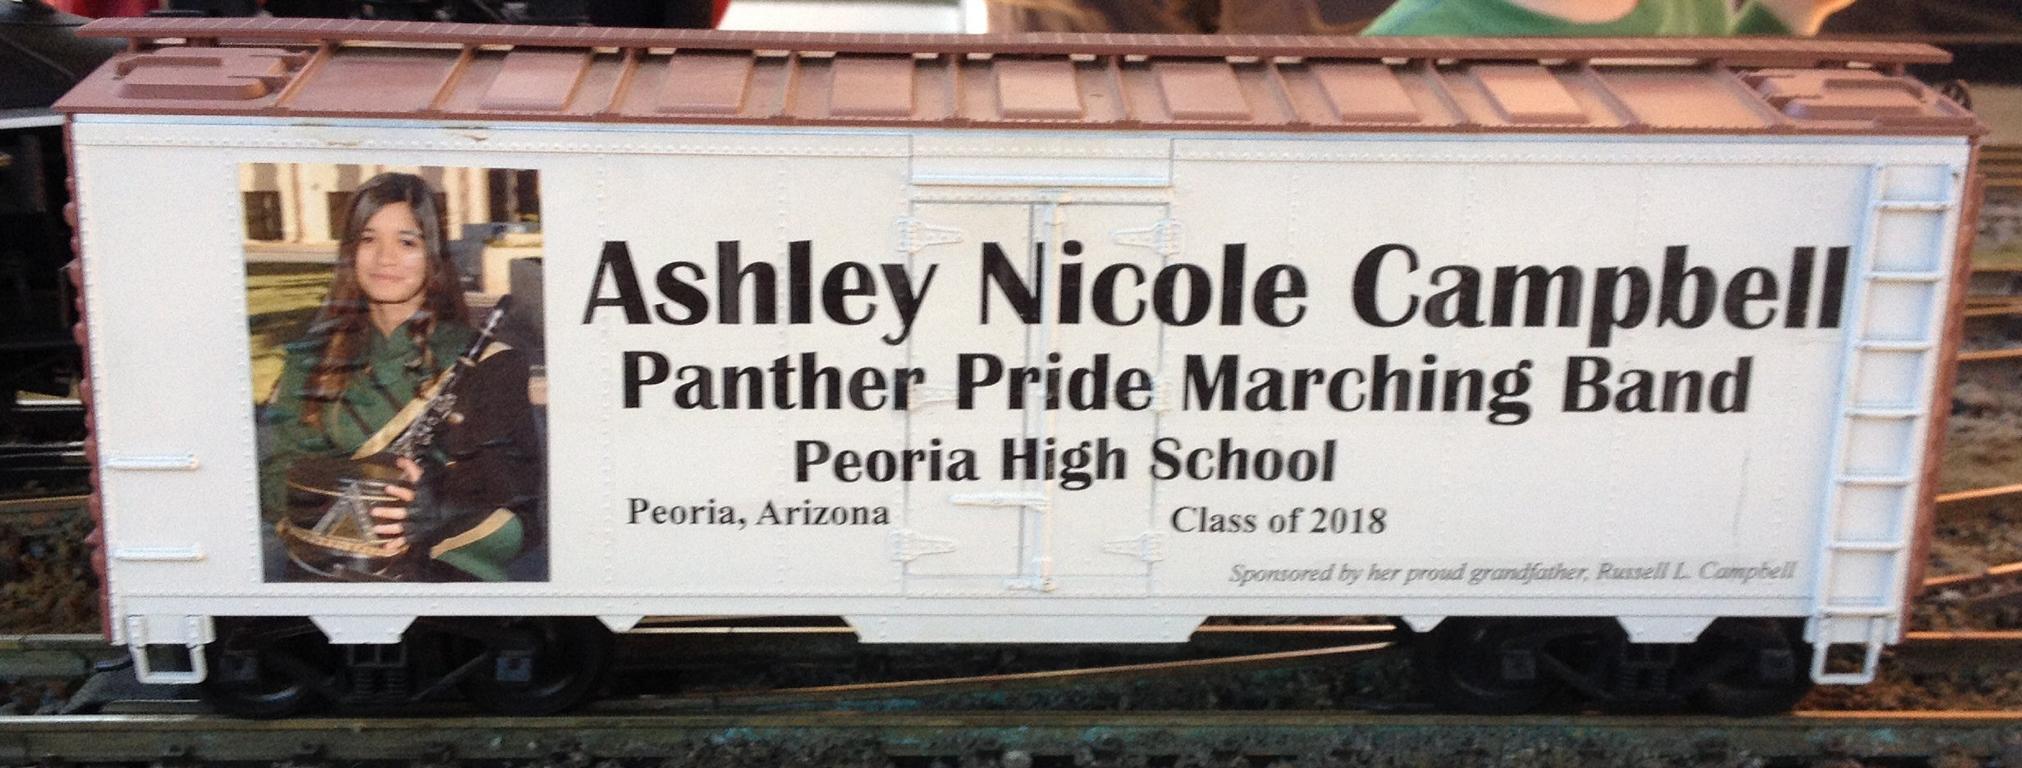 Ashley Nicole Campbell
Panther Pride Marching Band
Peoria High School
Peoria, Arizona Class of 2018
Sponsored by her proud grandfather, Russell L. Campbell